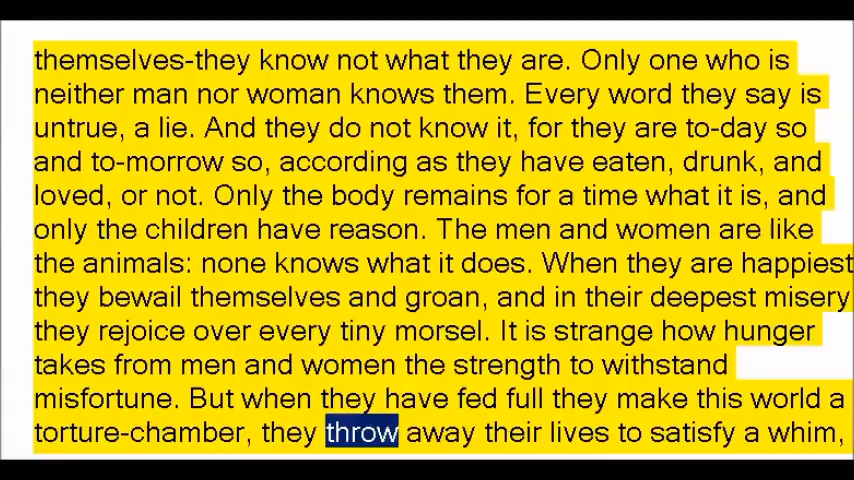 themselves-they know not what they are. Only one who is
neither man nor woman knows them. Every word they say is
untrue, a lie. And they do not know it, for they are to-day so
and to-morrow so, according as they have eaten, drunk, and
loved, or not. Only the body remains for a time what it is, and
only the children have reason. The men and women are like
the animals: none knows what it does. When they are happiest
they bewail themselves and groan, and in their deepest misery
they rejoice over every tiny morsel. It is strange how hunger
takes from men and women the strength to withstand
misfortune. But when they have fed full they make this world a
torture-chamber, they throw away their lives to satisfy a whim,